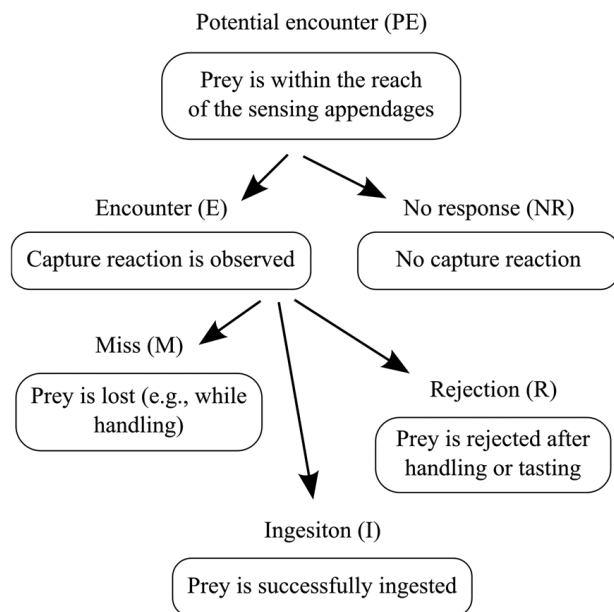 Potential encounter (PE)
Prey is within the reach
of the sensing appendages
Encounter (E)
Capture reaction is observed
No response (NR)
No capture reaction
Miss (M)
Prey is lost (e.g., while
handling)
Rejection (R)
Prey is rejected after
handling or tasting
Ingesiton (I)
Prey is successfully ingested